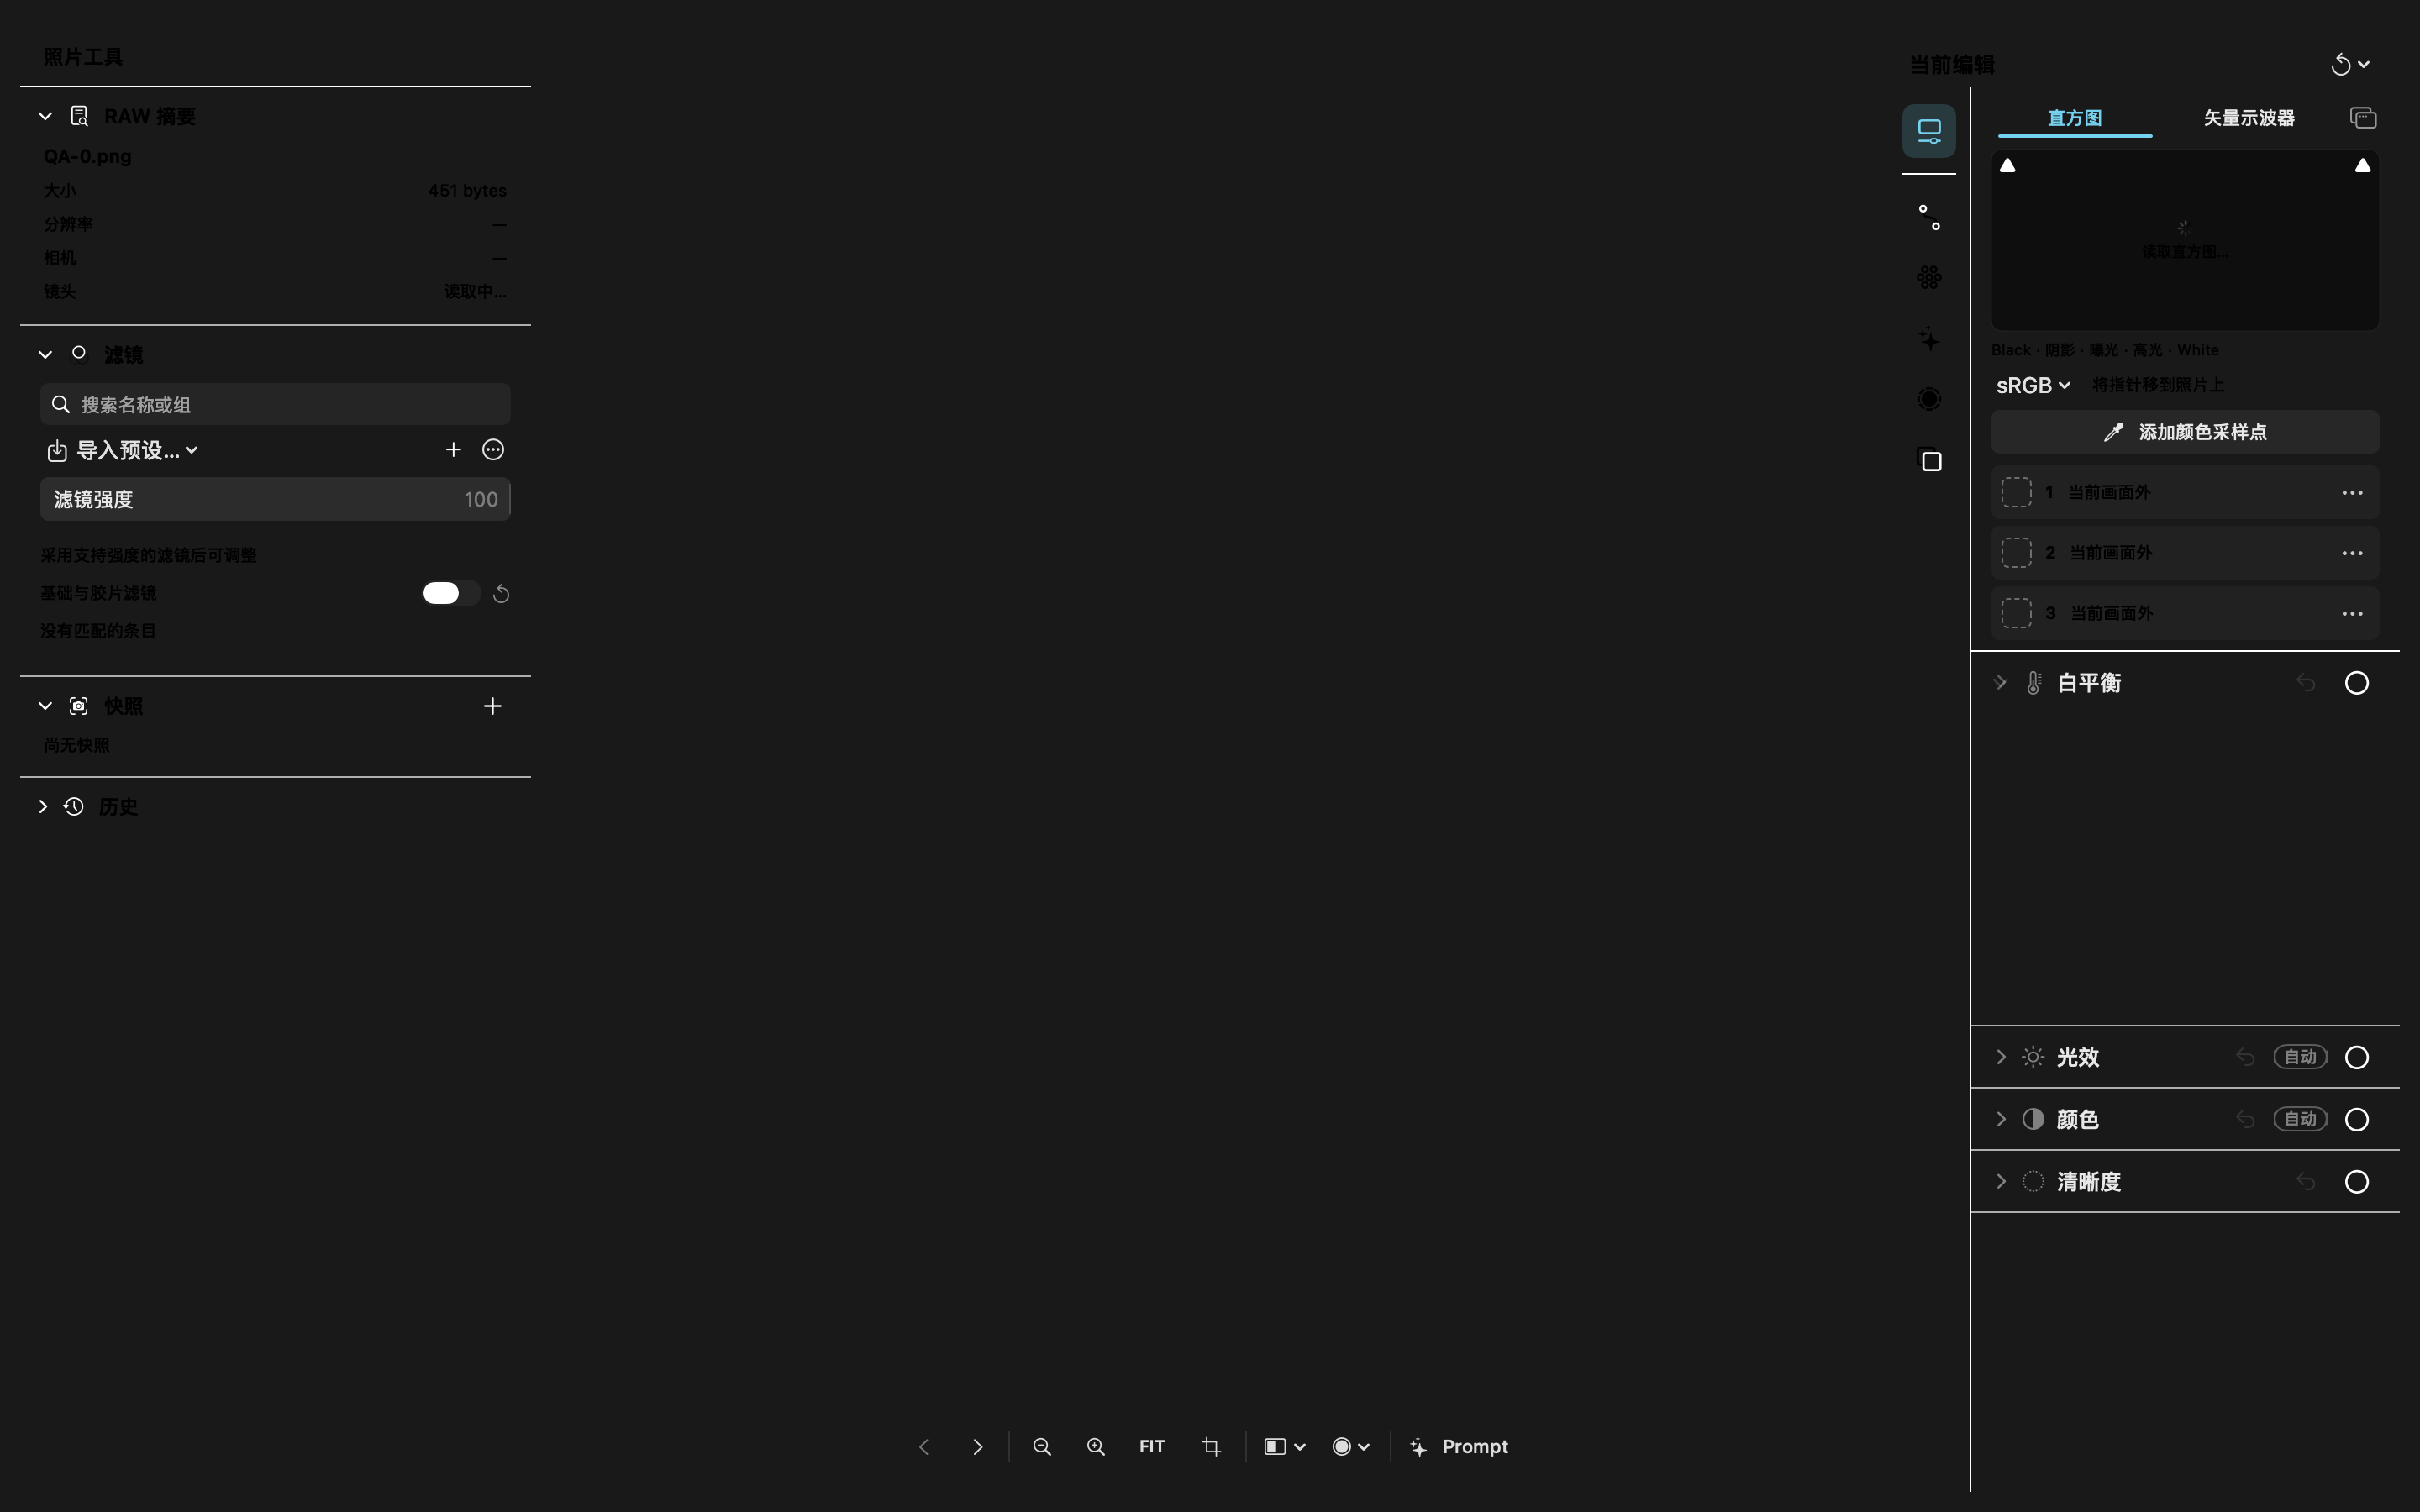 照片工具
RAW 摘要
QA-0.png
大小 451 bytes
分辨率 —
相机 —
镜头 读取中...
滤镜
搜索名称或组
导入预设...
滤镜强度 100
采用支持强度的滤镜后可调整
基础与胶片滤镜
没有匹配的条目
快照
尚无快照
历史
当前编辑
直方图 矢量示波器
读取直方图...
Black · 阴影 · 曝光 · 高光 · White
sRGB 将指针移到照片上
添加颜色采样点
1 当前画面外
2 当前画面外
3 当前画面外
白平衡
光效 自动
颜色 自动
清晰度
FIT
Prompt